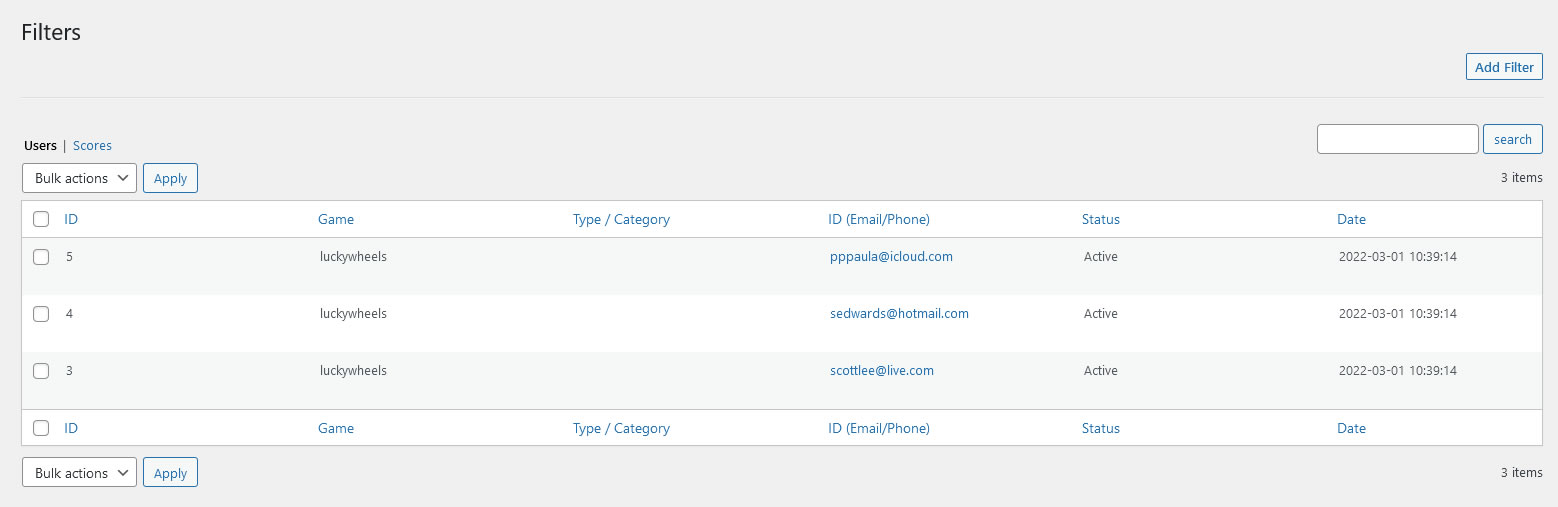 Filters
Add Filter
Users | Scores
search
Bulk actions Apply 3 items
ID Game Type / Category ID (Email/Phone) Status Date
5 luckywheels pppaula@icloud.com Active 2022-03-01 10:39:14
4 luckywheels sedwards@hotmail.com Active 2022-03-01 10:39:14
3 luckywheels scottlee@live.com Active 2022-03-01 10:39:14
ID Game Type / Category ID (Email/Phone) Status Date
Bulk actions Apply 3 items